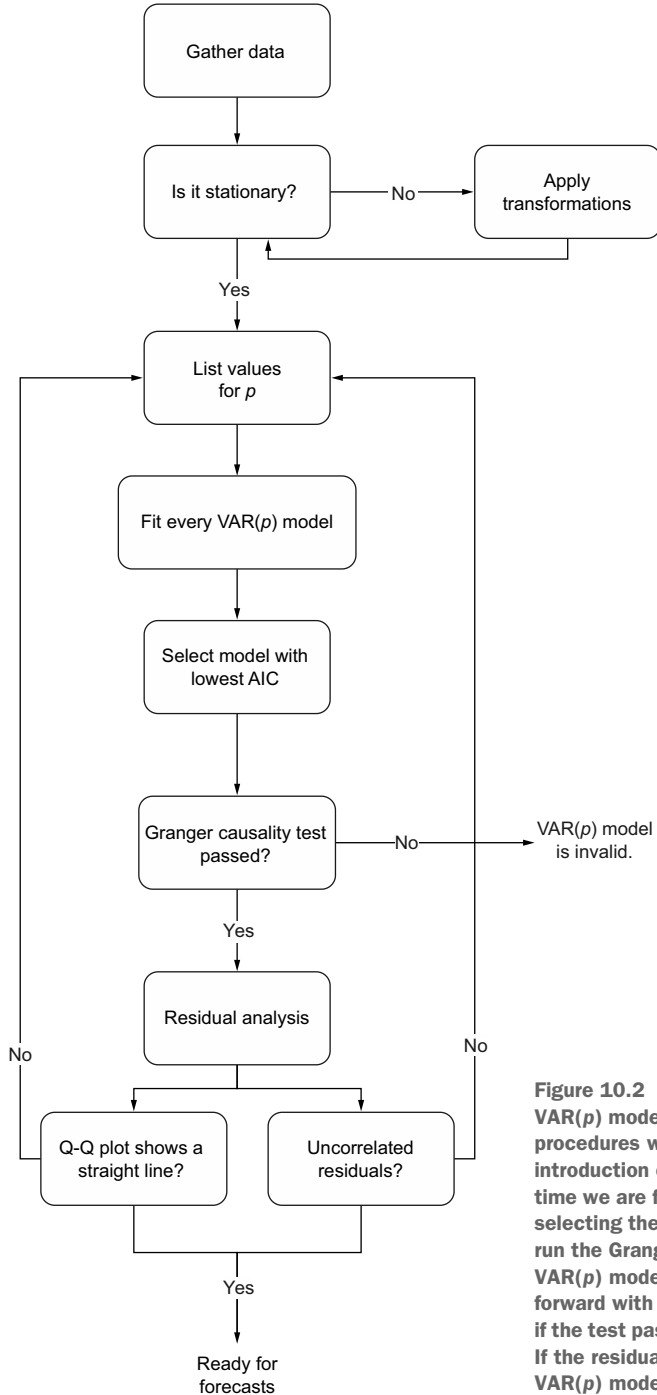 Gather data
Is it stationary?
No
Apply
transformations
Yes
List values
for p
Fit every VAR(p) model
Select model with
lowest AIC
Granger causality test
passed?
No
VAR(p) model
is invalid.
Yes
Residual analysis
No
No
Q-Q plot shows a
straight line?
Uncorrelated
residuals?
Yes
Ready for
forecasts
Figure 10.2
VAR(p) mode
procedures w
introduction
time we are f
selecting the
run the Grang
VAR(p) mode
forward with
if the test pas
If the residua
VAR(p) model